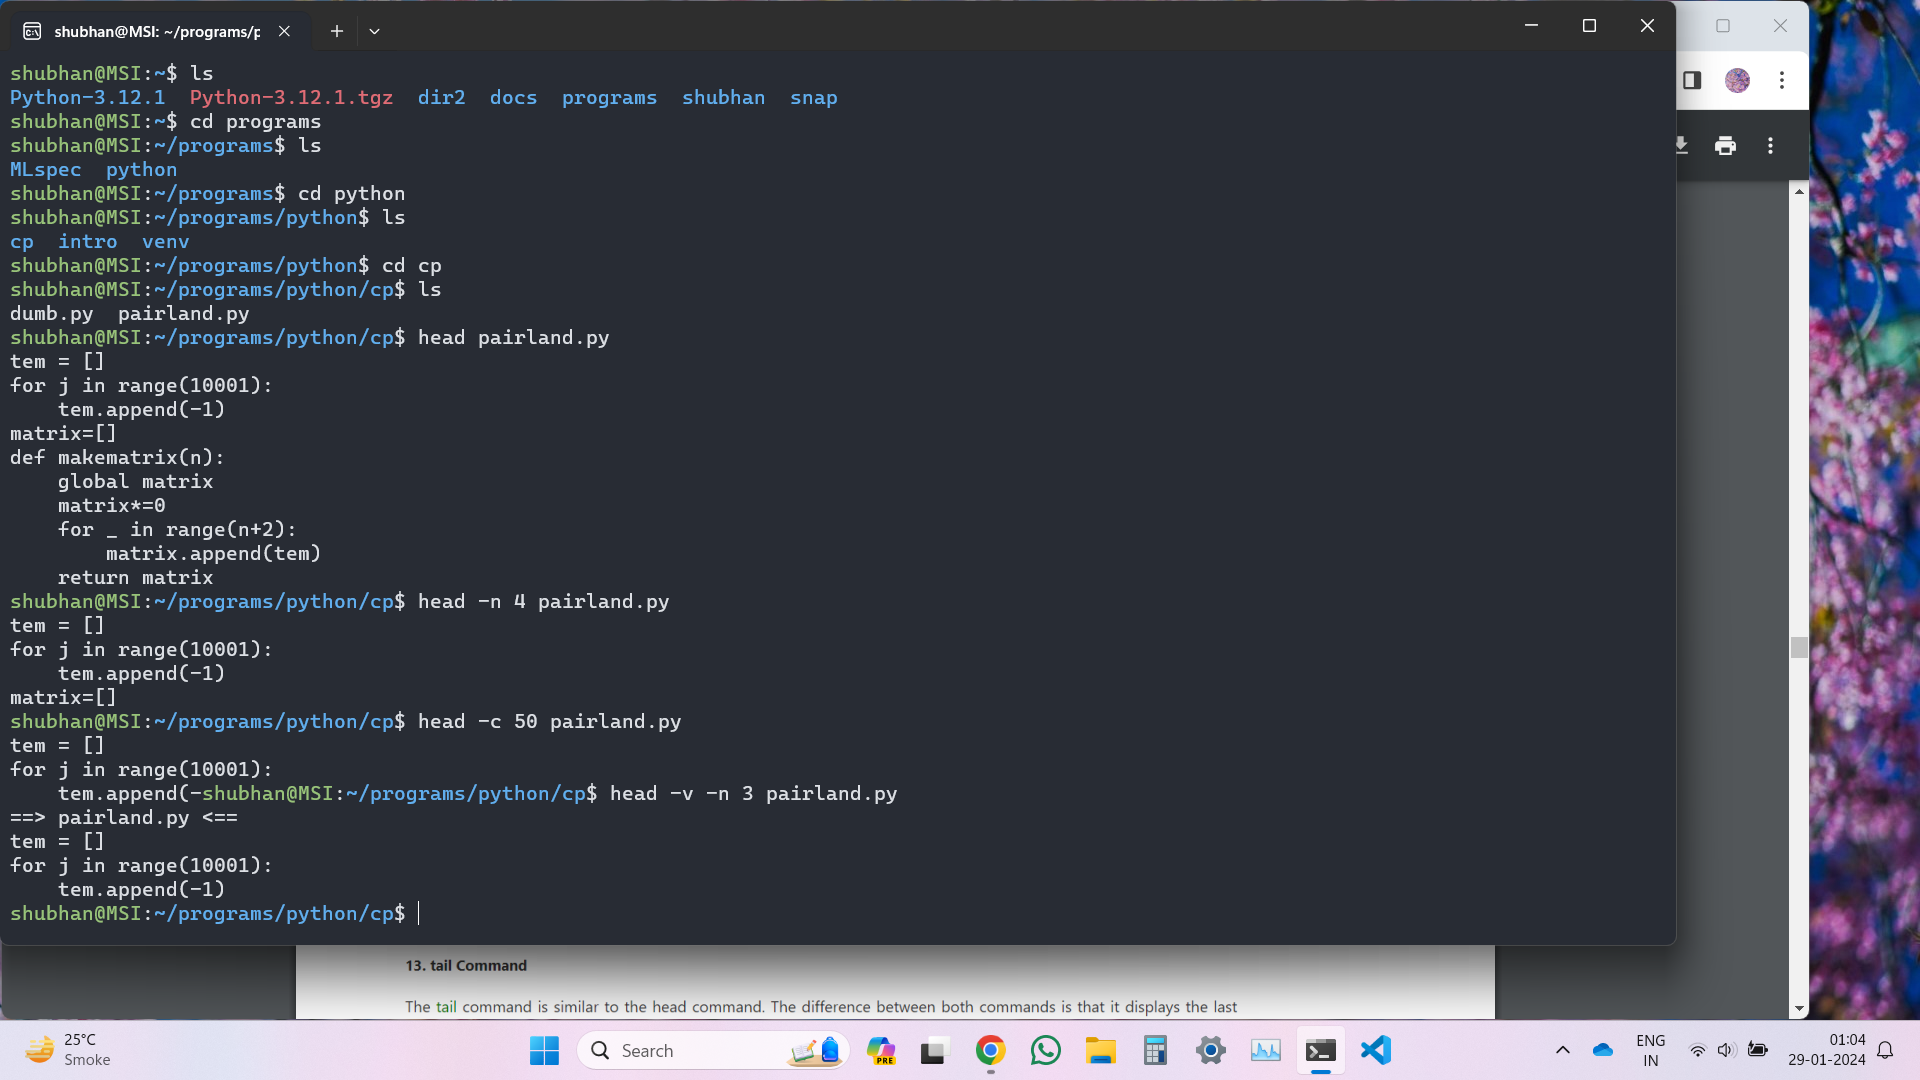 shubhan@MSI: ~/programs/p
shubhan@MSI:~$ ls
Python-3.12.1  Python-3.12.1.tgz  dir2  docs  programs  shubhan  snap
shubhan@MSI:~$ cd programs
shubhan@MSI:~/programs$ ls
MLspec  python
shubhan@MSI:~/programs$ cd python
shubhan@MSI:~/programs/python$ ls
cp  intro  venv
shubhan@MSI:~/programs/python$ cd cp
shubhan@MSI:~/programs/python/cp$ ls
dumb.py  pairland.py
shubhan@MSI:~/programs/python/cp$ head pairland.py
tem = []
for j in range(10001):
    tem.append(-1)
matrix=[]
def makematrix(n):
    global matrix
    matrix*=0
    for _ in range(n+2):
        matrix.append(tem)
    return matrix
shubhan@MSI:~/programs/python/cp$ head -n 4 pairland.py
tem = []
for j in range(10001):
    tem.append(-1)
matrix=[]
shubhan@MSI:~/programs/python/cp$ head -c 50 pairland.py
tem = []
for j in range(10001):
    tem.append(-shubhan@MSI:~/programs/python/cp$ head -v -n 3 pairland.py
==> pairland.py <==
tem = []
for j in range(10001):
    tem.append(-1)
shubhan@MSI:~/programs/python/cp$
13. tail Command
The tail command is similar to the head command. The difference between both commands is that it displays the last
25°C
Smoke
Search
PRE
ENG
IN
01:04
29-01-2024